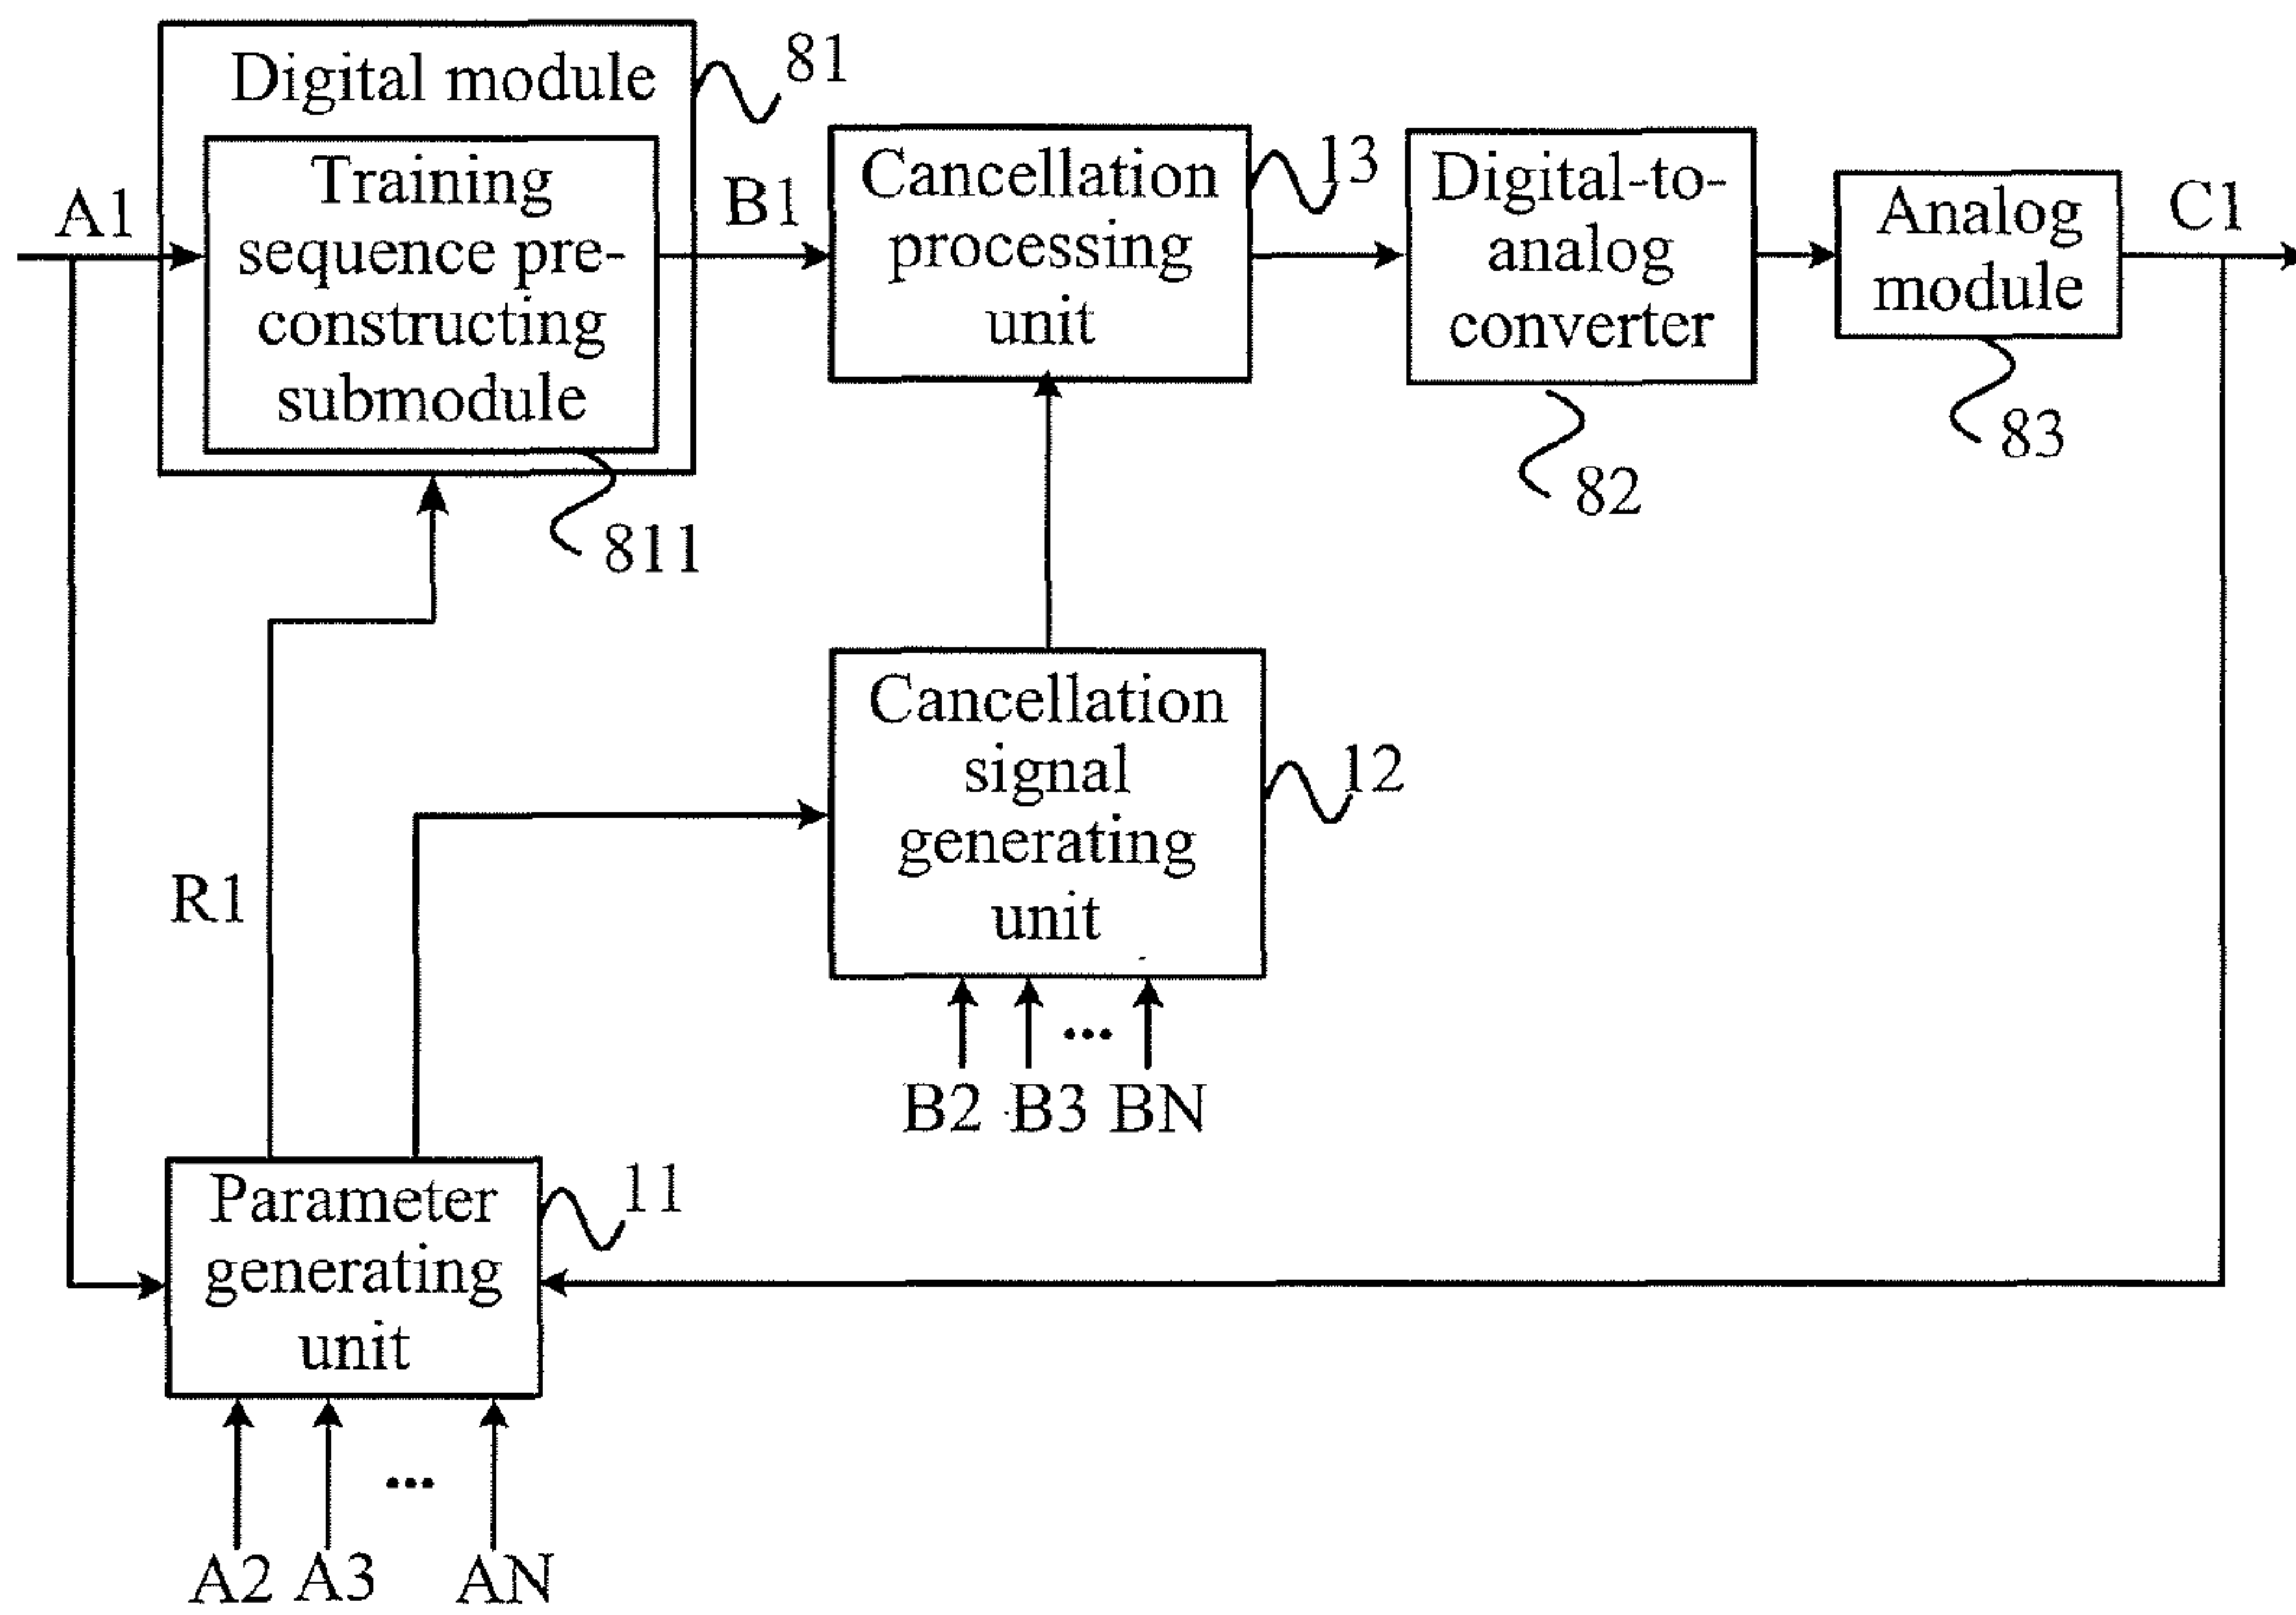 Digital module
81
Training
sequence pre-
constructing
submodule
811
A1
B1
Cancellation
processing
unit
13
Digital-to-
analog
converter
82
Analog
module
83
C1
Cancellation
signal
generating
unit
12
B2 B3 ... BN
R1
Parameter
generating
unit
11
A2 A3 ... AN